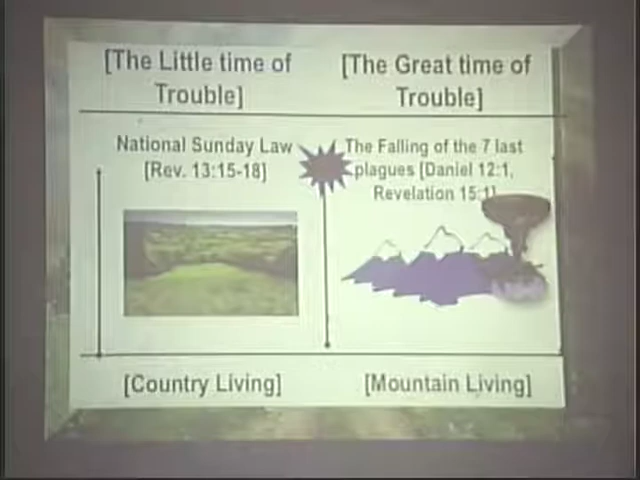 [The Little time of
Trouble]
[The Great time of
Trouble]
National Sunday Law
[Rev. 13:15-18]
The Falling of the 7 last
plagues [Daniel 12:1,
Revelation 15:1]
[Country Living]
[Mountain Living]